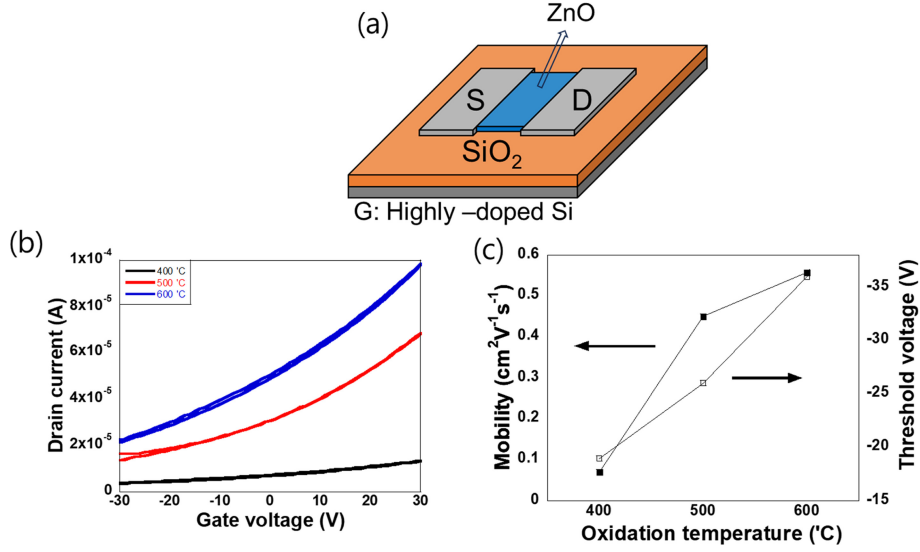 (a)
ZnO
S
D
SiO₂
G: Highly –doped Si
(b)
1x10⁻⁴
8x10⁻⁵
6x10⁻⁵
4x10⁻⁵
2x10⁻⁵
0
400 'C
500 'C
600 'C
Drain current (A)
-30 -20 -10 0 10 20 30
Gate voltage (V)
(c)
0.6
0.5
0.4
0.3
0.2
0.1
0
Mobility (cm²V⁻¹s⁻¹)
-35
-30
-25
-20
-15
Threshold voltage (V)
400 500 600
Oxidation temperature ('C)